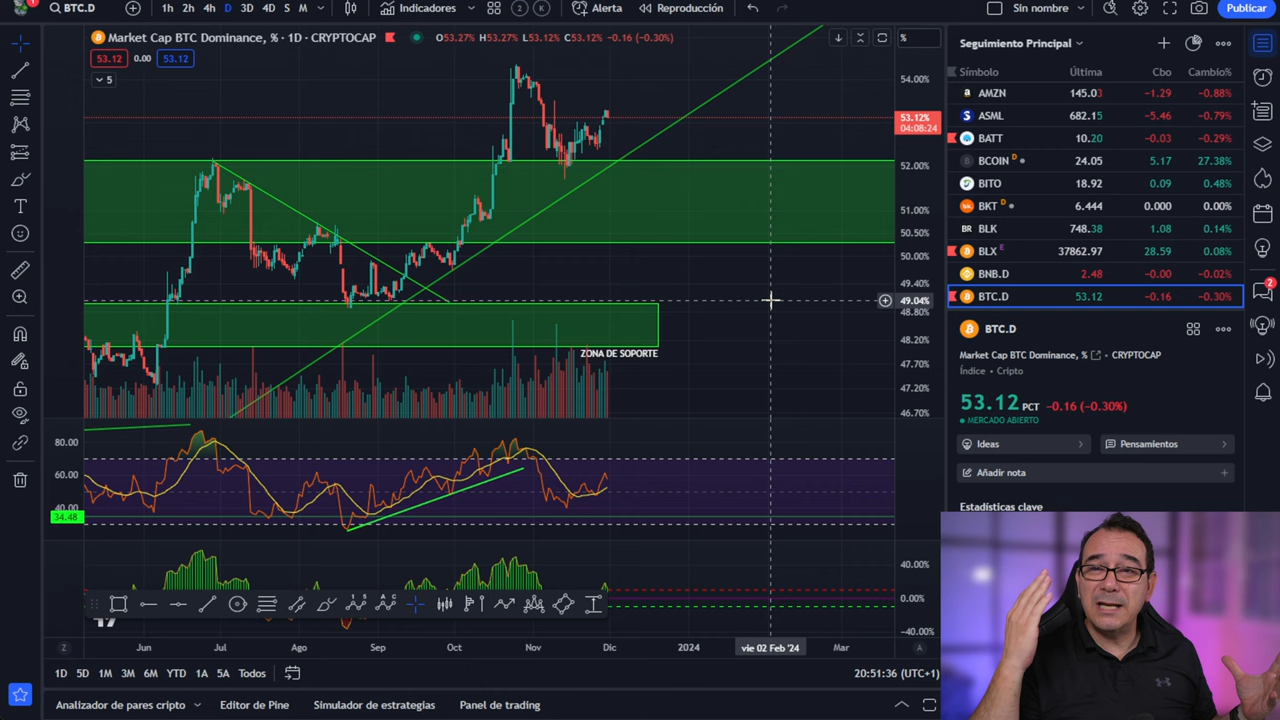 1
BTC.D
1h 2h 4h D 3D 4D S M
Indicadores
2 K
Alerta
Reproducción
Sin nombre
Publicar
Market Cap BTC Dominance, % · 1D · CRYPTOCAP
O53.27% H53.27% L53.12% C53.12% −0.16 (−0.30%)
53.12 0.00 53.12
5
%
54.00%
53.12%
04:08:24
52.00%
51.00%
50.50%
50.00%
49.40%
49.04%
48.80%
48.20%
47.70%
47.20%
46.70%
ZONA DE SOPORTE
80.00
60.00
40.00
34.48
40.00%
0.00%
−40.00%
Z
Jun Jul Ago Sep Oct Nov Dic 2024 vie 02 Feb '24 Mar
A
1D 5D 1M 3M 6M YTD 1A 5A Todos
20:51:36 (UTC+1)
Analizador de pares cripto
Editor de Pine
Simulador de estrategias
Panel de trading
Seguimiento Principal
Símbolo Última Cbo Cambio%
AMZN 145.03 −1.29 −0.88%
ASML 682.15 −5.46 −0.79%
BATT 10.20 −0.03 −0.29%
BCOIN D 24.05 5.17 27.38%
BITO 18.92 0.09 0.48%
BKT D 6.444 0.000 0.00%
BLK 748.38 1.08 0.14%
BLX E 37862.97 28.59 0.08%
BNB.D 2.48 −0.00 −0.02%
BTC.D 53.12 −0.16 −0.30%
BTC.D
Market Cap BTC Dominance, % · CRYPTOCAP
Índice · Cripto
53.12 PCT −0.16 (−0.30%)
MERCADO ABIERTO
Ideas
Pensamientos
Añadir nota
Estadísticas clave
2